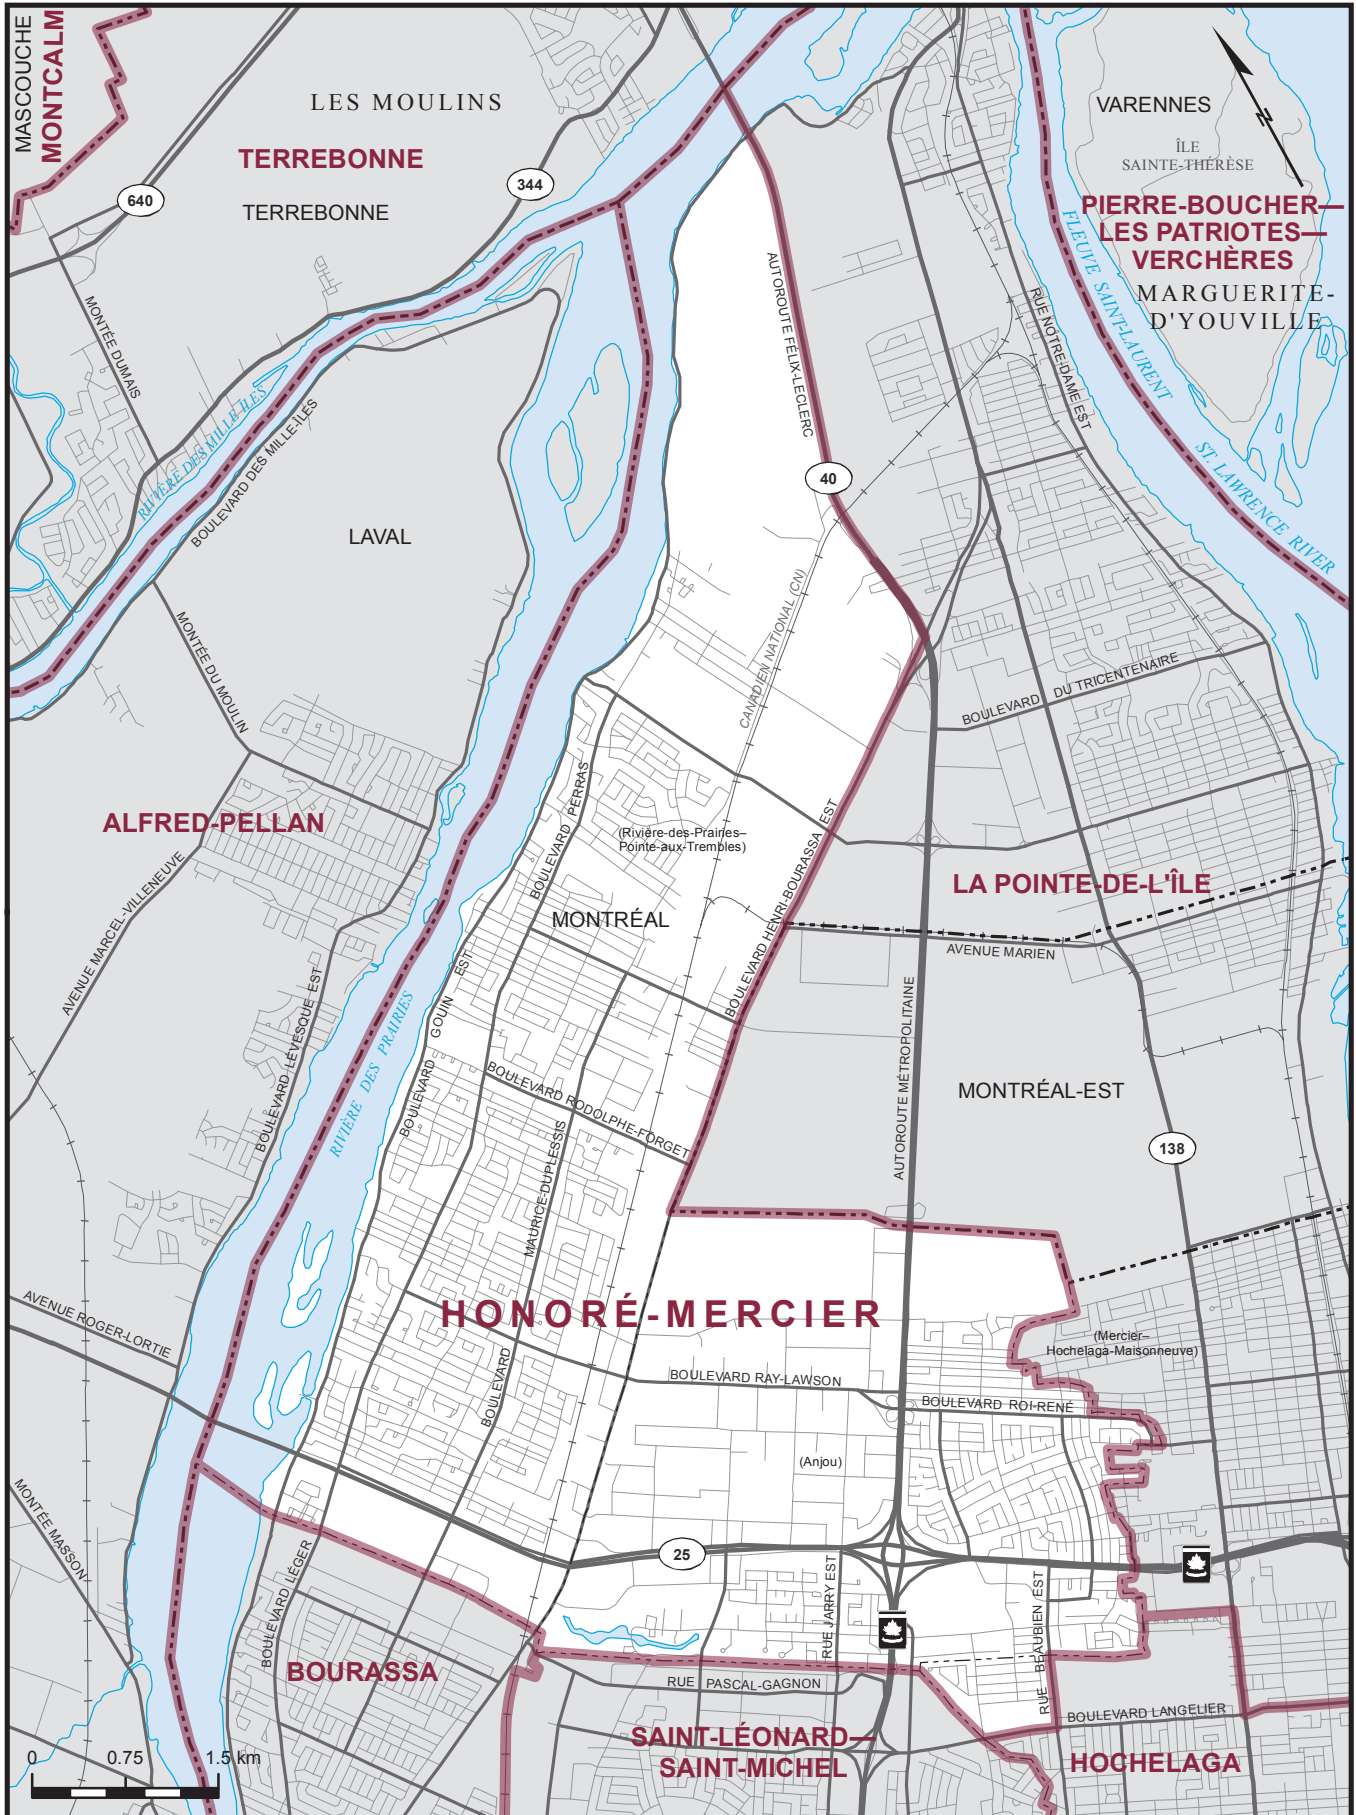 MASCOUCHE
MONTCALM
LES MOULINS
TERREBONNE
TERREBONNE
640
344
VARENNES
N
ÎLE
SAINTE-THÉRÈSE
PIERRE-BOUCHER—
LES PATRIOTES—
VERCHÈRES
MARGUERITE-
D'YOUVILLE
FLEUVE SAINT-LAURENT
ST. LAWRENCE RIVER
RUE NOTRE-DAME EST
AUTOROUTE FÉLIX-LECLERC
40
MONTÉE DUMAIS
RIVIÈRE DES MILLE ÎLES
BOULEVARD DES MILLE-ÎLES
LAVAL
MONTÉE DU MOULIN
CANADIEN NATIONAL (CN)
BOULEVARD DU TRICENTENAIRE
ALFRED-PELLAN
BOULEVARD PERRAS
(Rivière-des-Prairies–
Pointe-aux-Trembles)
BOULEVARD HENRI-BOURASSA EST
LA POINTE-DE-L'ÎLE
MONTRÉAL
AVENUE MARIEN
AVENUE MARCEL-VILLENEUVE
BOULEVARD LÉVESQUE EST
RIVIÈRE DES PRAIRIES
BOULEVARD GOUIN EST
AUTOROUTE MÉTROPOLITAINE
BOULEVARD RODOLPHE-FORGET
MONTRÉAL-EST
138
BOULEVARD MAURICE-DUPLESSIS
AVENUE ROGER-LORTIE
HONORÉ-MERCIER
(Mercier–
Hochelaga-Maisonneuve)
BOULEVARD RAY-LAWSON
BOULEVARD ROI-RENÉ
(Anjou)
MONTÉE MASSON
25
BOULEVARD LÉGER
RUE JARRY EST
RUE BEAUBIEN EST
BOURASSA
RUE PASCAL-GAGNON
BOULEVARD LANGELIER
SAINT-LÉONARD—
SAINT-MICHEL
HOCHELAGA
0 0.75 1.5 km